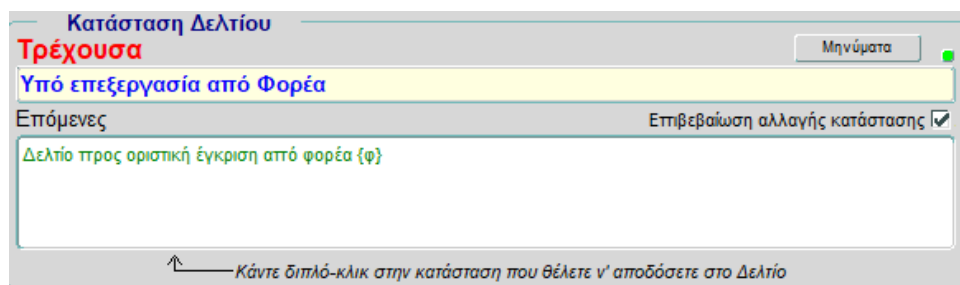 Κατάσταση Δελτίου
Τρέχουσα
Μηνύματα
Υπό επεξεργασία από Φορέα
Επόμενες
Επιβεβαίωση αλλαγής κατάστασης
Δελτίο προς οριστική έγκριση από φορέα {φ}
Κάντε διπλό-κλικ στην κατάσταση που θέλετε ν' αποδόσετε στο Δελτίο